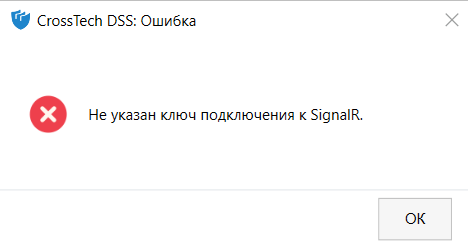 CrossTech DSS: Ошибка
Не указан ключ подключения к SignalR.
OK